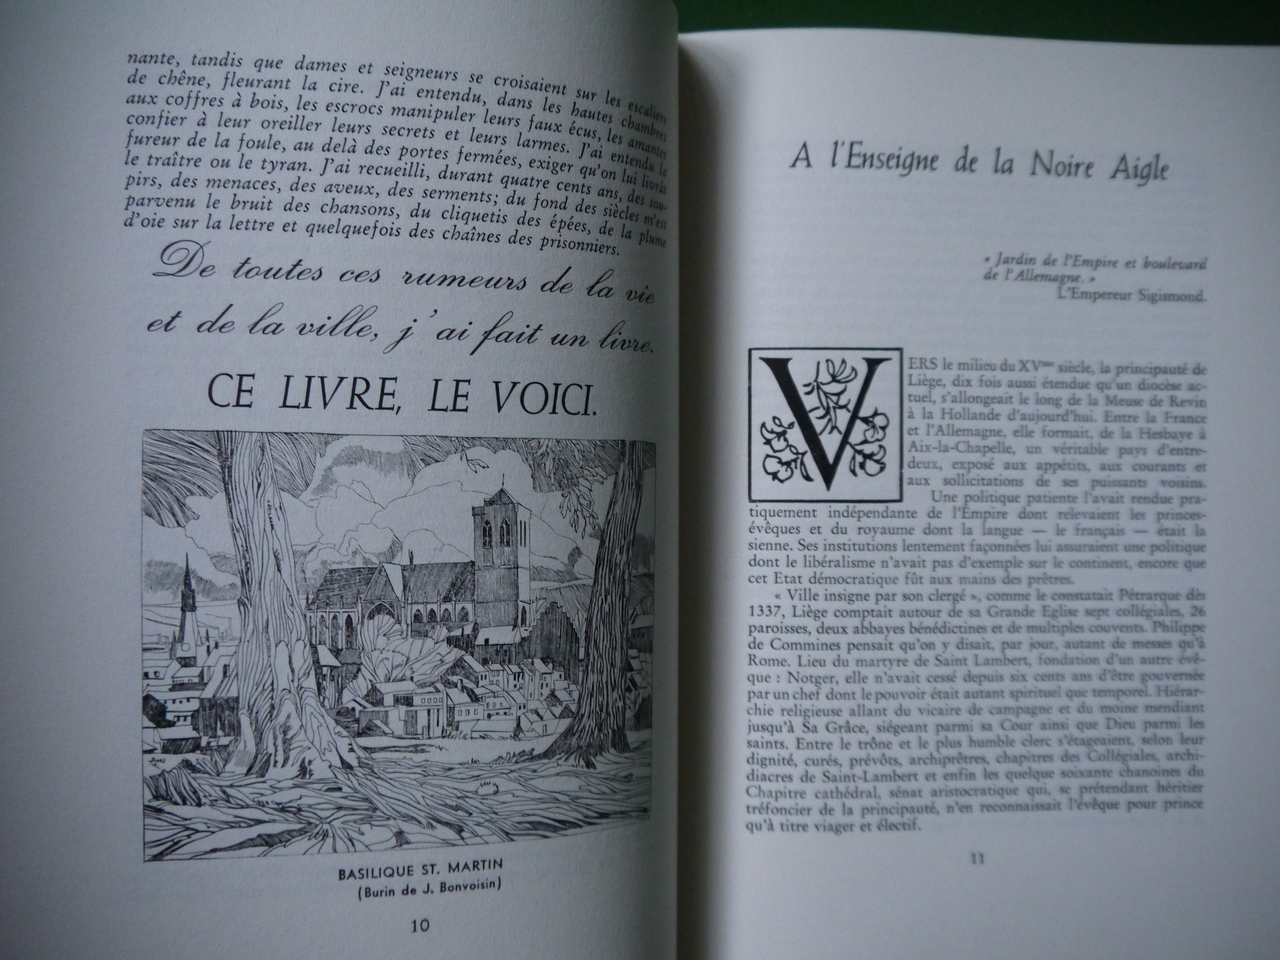 nante, tandis que dames et seigneurs se croisaient sur les escaliers
de chêne, fleurant la cire. J'ai entendu, dans les hautes chambres
aux coffres à bois, les escrocs manipuler leurs faux écus, les amantes
confier à leur oreiller leurs secrets et leurs larmes. J'ai entendu la
fureur de la foule, au delà des portes fermées, exiger qu'on lui livrât
le traître ou le tyran. J'ai recueilli, durant quatre cents ans, des sou-
pirs, des menaces, des aveux, des serments; du fond des siècles m'est
parvenu le bruit des chansons, du cliquetis des épées, de la plume
d'oie sur la lettre et quelquefois des chaînes des prisonniers.
De toutes ces rumeurs de la vie
et de la ville, j'ai fait un livre.
CE LIVRE, LE VOICI.
BASILIQUE ST. MARTIN
(Burin de J. Bonvoisin)
10
A l'Enseigne de la Noire Aigle
« Jardin de l'Empire et boulevard
de l'Allemagne. »
L'Empereur Sigismond.
VERS le milieu du XVme siècle, la principauté de
Liège, dix fois aussi étendue qu'un diocèse ac-
tuel, s'allongeait le long de la Meuse de Revin
à la Hollande d'aujourd'hui. Entre la France
et l'Allemagne, elle formait, de la Hesbaye à
Aix-la-Chapelle, un véritable pays d'entre-
deux, exposé aux appétits, aux courants et
aux sollicitations de ses puissants voisins.
Une politique patiente l'avait rendue pra-
tiquement indépendante de l'Empire dont relevaient les princes-
évêques et du royaume dont la langue — le français — était la
sienne. Ses institutions lentement façonnées lui assuraient une politique
dont le libéralisme n'avait pas d'exemple sur le continent, encore que
cet Etat démocratique fût aux mains des prêtres.
« Ville insigne par son clergé », comme le constatait Pétrarque dès
1337, Liège comptait autour de sa Grande Eglise sept collégiales, 26
paroisses, deux abbayes bénédictines et de multiples couvents. Philippe
de Commines pensait qu'on y disait, par jour, autant de messes qu'à
Rome. Lieu du martyre de Saint Lambert, fondation d'un autre évê-
que : Notger, elle n'avait cessé depuis six cents ans d'être gouvernée
par un chef dont le pouvoir était autant spirituel que temporel. Hiérar-
chie religieuse allant du vicaire de campagne et du moine mendiant
jusqu'à Sa Grâce, siégeant parmi sa Cour ainsi que Dieu parmi les
saints. Entre le trône et le plus humble clerc s'étageaient, selon leur
dignité, curés, prévôts, archiprêtres, chapitres des Collégiales, archi-
diacres de Saint-Lambert et enfin les quelque soixante chanoines du
Chapitre cathédral, sénat aristocratique qui, se prétendant héritier
tréfoncier de la principauté, n'en reconnaissait l'évêque pour prince
qu'à titre viager et électif.
11